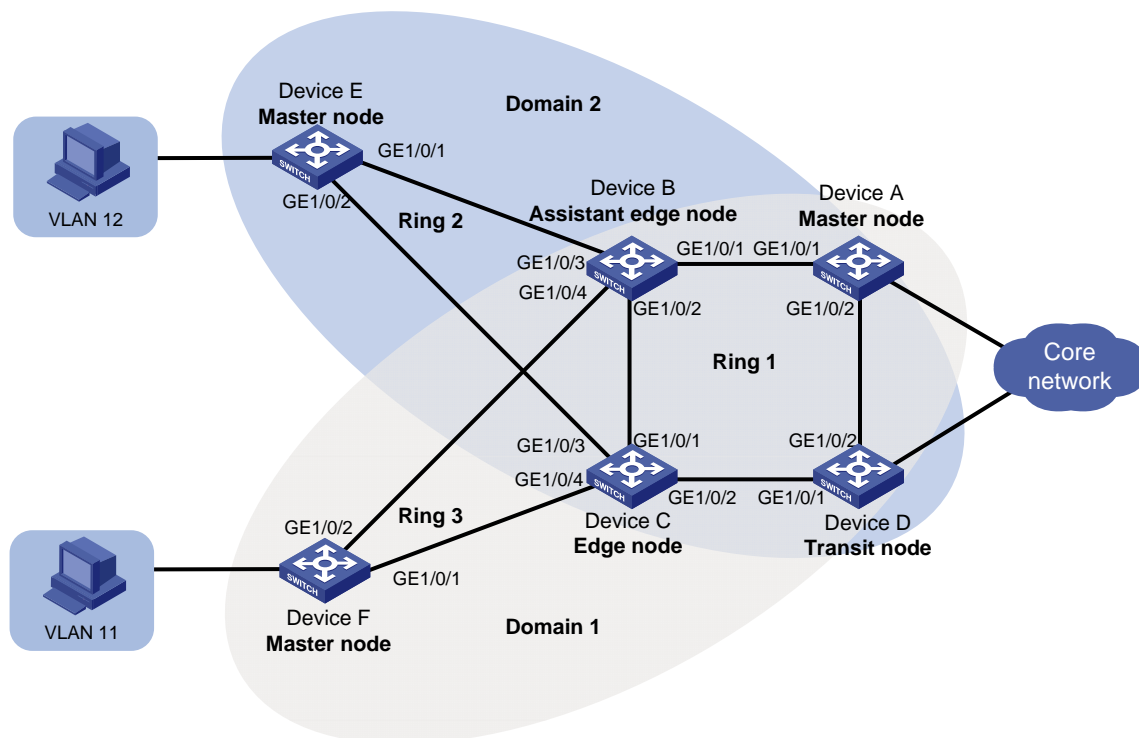 Device E
Master node
Domain 2
GE1/0/1
SWITCH
VLAN 12
GE1/0/2
Ring 2
Device B
Assistant edge node
Device A
Master node
GE1/0/3
GE1/0/4
SWITCH
GE1/0/1
GE1/0/1
SWITCH
GE1/0/2
GE1/0/2
Ring 1
Core
network
GE1/0/3
GE1/0/4
GE1/0/1
SWITCH
GE1/0/2
GE1/0/2
GE1/0/1
SWITCH
Ring 3
Device C
Edge node
Device D
Transit node
GE1/0/2
SWITCH
GE1/0/1
VLAN 11
Device F
Master node
Domain 1